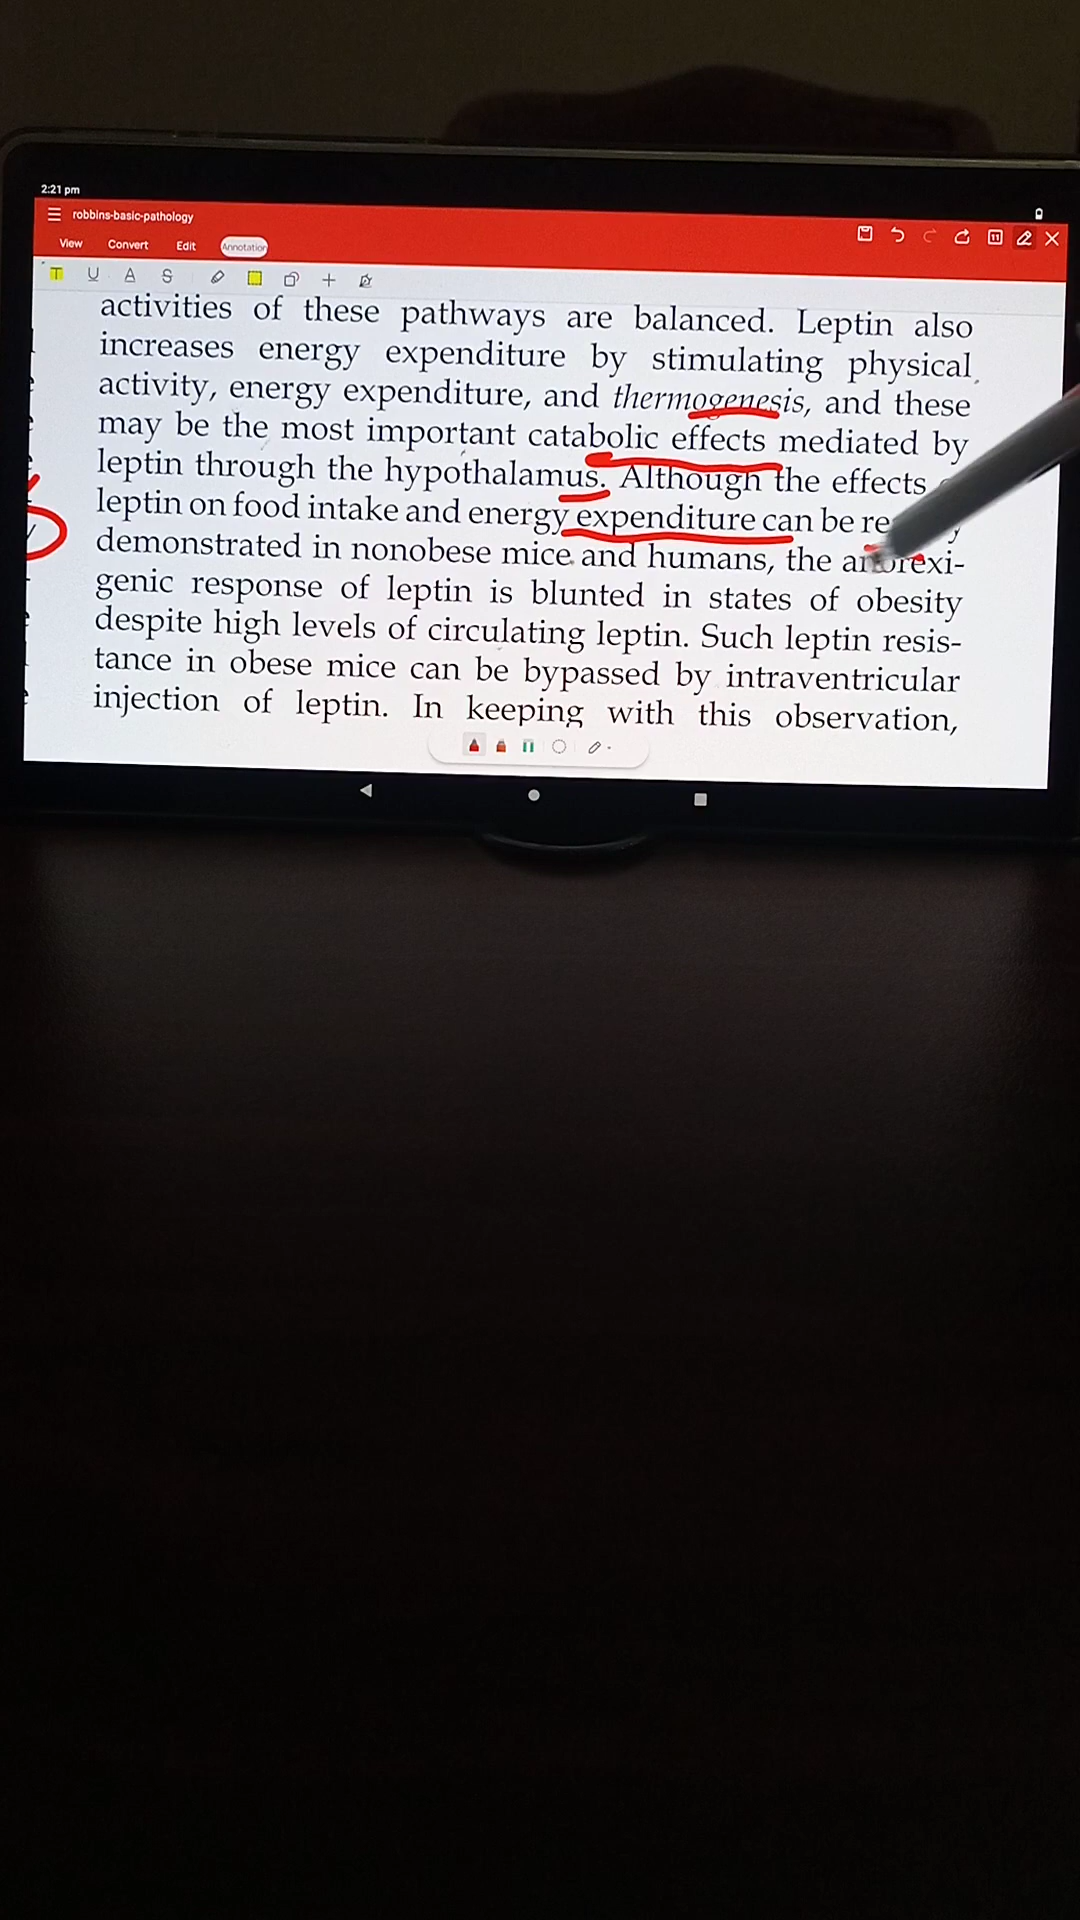 2:21 pm
robbins-basic-pathology
View Convert Edit Annotation
activities of these pathways are balanced. Leptin also
increases energy expenditure by stimulating physical
activity, energy expenditure, and thermogenesis, and these
may be the most important catabolic effects mediated by
leptin through the hypothalamus. Although the effects
leptin on food intake and energy expenditure can be
demonstrated in nonobese mice and humans, the anorexi-
genic response of leptin is blunted in states of obesity
despite high levels of circulating leptin. Such leptin resis-
tance in obese mice can be bypassed by intraventricular
injection of leptin. In keeping with this observation,